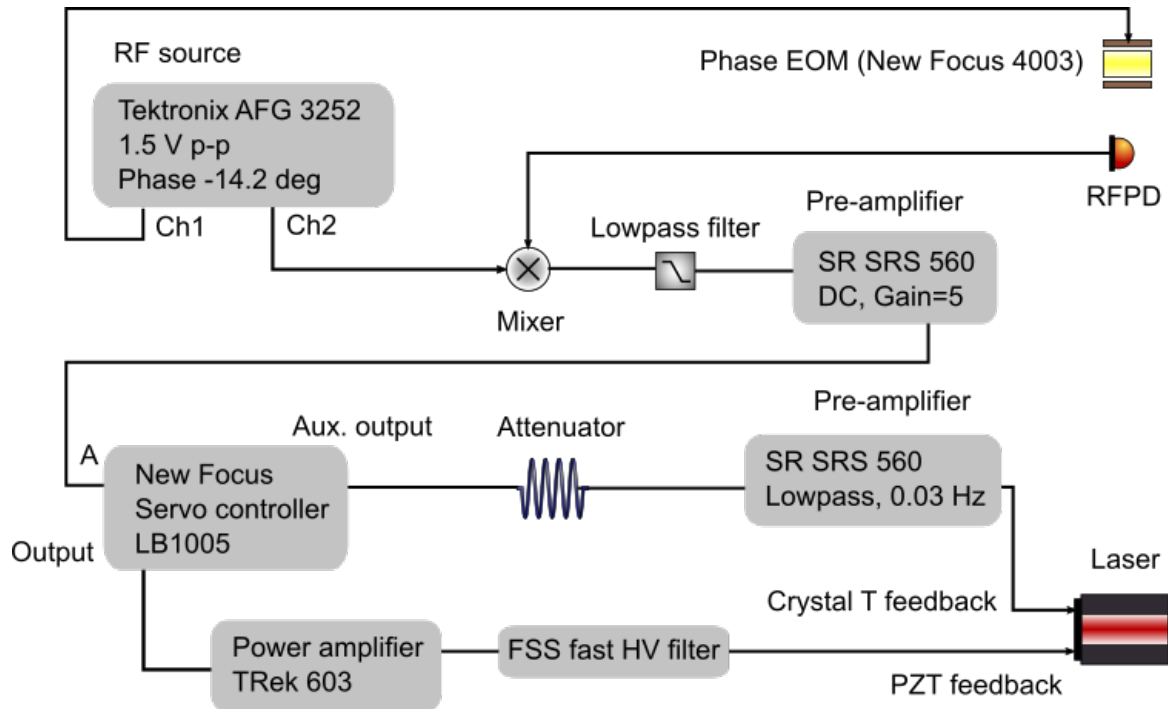 RF source
Phase EOM (New Focus 4003)
Tektronix AFG 3252
1.5 V p-p
Phase -14.2 deg
RFPD
Ch1
Ch2
Pre-amplifier
Lowpass filter
SR SRS 560
DC, Gain=5
Mixer
Pre-amplifier
Aux. output
Attenuator
A
New Focus
Servo controller
LB1005
SR SRS 560
Lowpass, 0.03 Hz
Output
Laser
Crystal T feedback
Power amplifier
TRek 603
FSS fast HV filter
PZT feedback